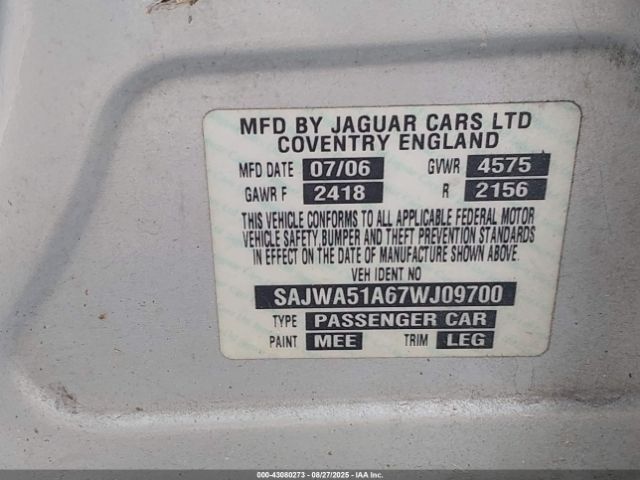 MFD BY JAGUAR CARS LTD
COVENTRY ENGLAND
MFD DATE 07/06 GVWR 4575
GAWR F 2418 R 2156
THIS VEHICLE CONFORMS TO ALL APPLICABLE FEDERAL MOTOR
VEHICLE SAFETY, BUMPER AND THEFT PREVENTION STANDARDS
IN EFFECT ON THE DATE OF MANUFACTURE SHOWN ABOVE.
VEH IDENT NO
SAJWA51A67WJ09700
TYPE PASSENGER CAR
PAINT MEE TRIM LEG
Owner - 43080273 - 08/27/2025 - IAA Inc.